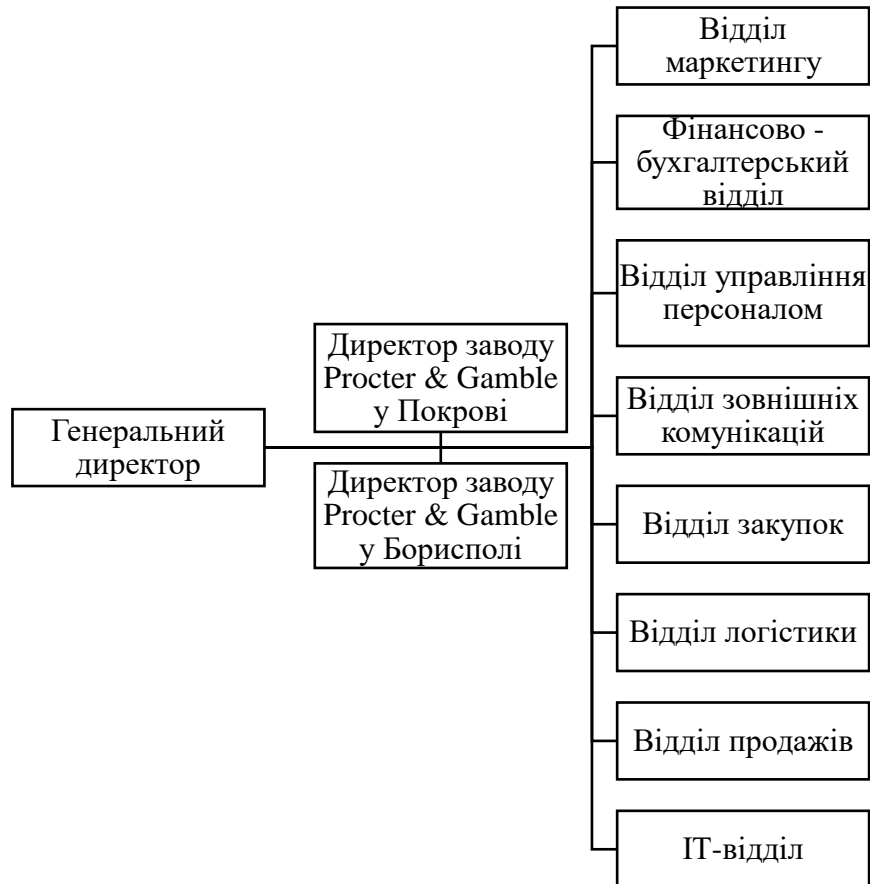 Генеральний
директор
Директор заводу
Procter & Gamble
у Покрові
Директор заводу
Procter & Gamble
у Борисполі
Відділ
маркетингу
Фінансово -
бухгалтерський
відділ
Відділ управління
персоналом
Відділ зовнішніх
комунікацій
Відділ закупок
Відділ логістики
Відділ продажів
ІТ-відділ